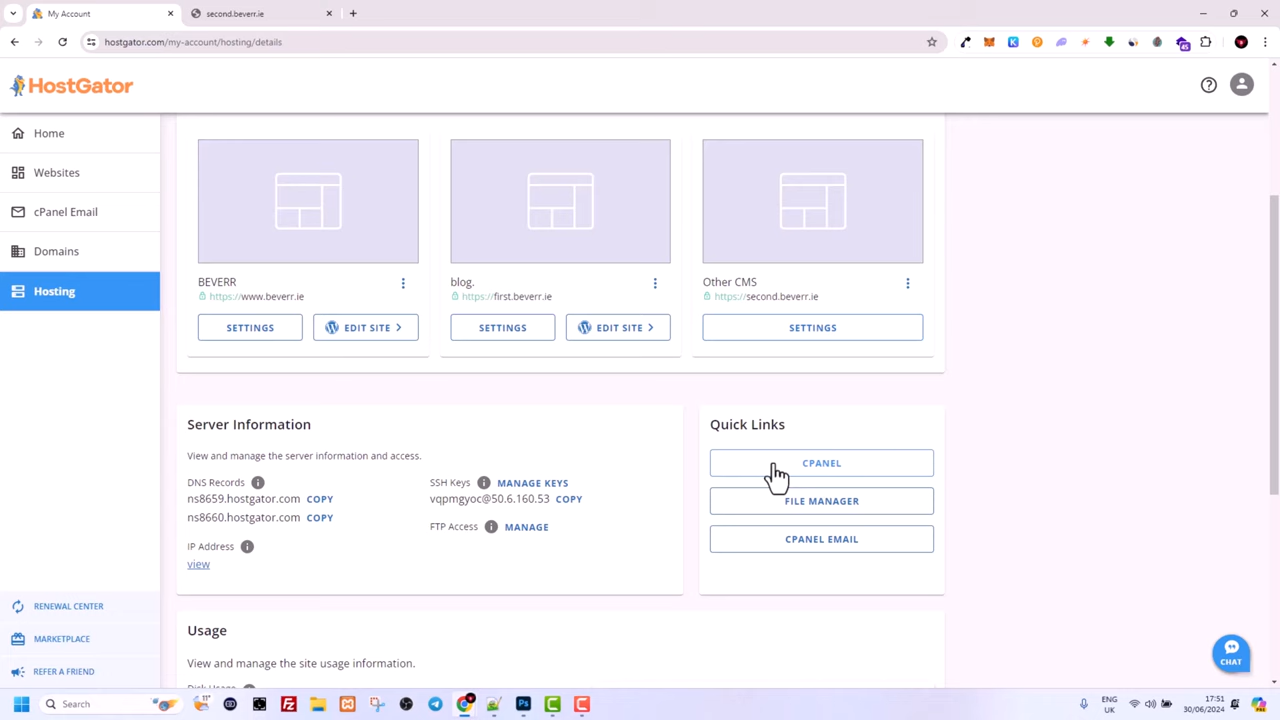 My Account
second.beverr.ie
hostgator.com/my-account/hosting/details
45
HostGator
Home
Websites
cPanel Email
Domains
Hosting
RENEWAL CENTER
MARKETPLACE
REFER A FRIEND
BEVERR
https://www.beverr.ie
SETTINGS
EDIT SITE
blog.
https://first.beverr.ie
SETTINGS
EDIT SITE
Other CMS
https://second.beverr.ie
SETTINGS
Server Information
View and manage the server information and access.
DNS Records
ns8659.hostgator.com COPY
ns8660.hostgator.com COPY
IP Address
view
SSH Keys MANAGE KEYS
vqpmgyoc@50.6.160.53 COPY
FTP Access MANAGE
Quick Links
CPANEL
FILE MANAGER
CPANEL EMAIL
Usage
View and manage the site usage information.
Disk Usage
CHAT
Search
11°
ENG
UK
17:51
30/06/2024